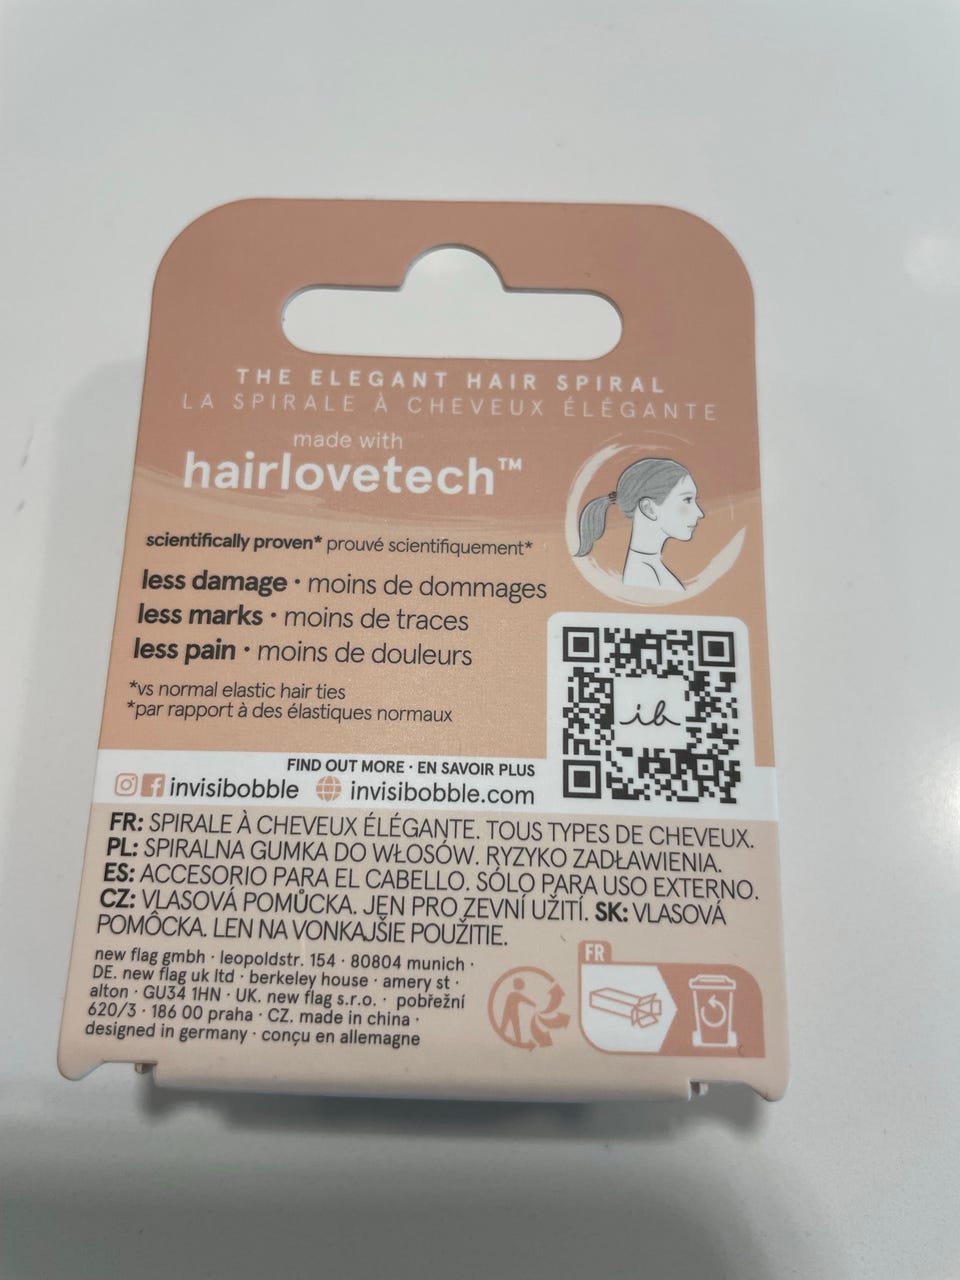 THE ELEGANT HAIR SPIRAL
LA SPIRALE À CHEVEUX ÉLÉGANTE
made with
hairlovetech™
scientifically proven* prouvé scientifiquement*
less damage · moins de dommages
less marks · moins de traces
less pain · moins de douleurs
*vs normal elastic hair ties
*par rapport à des élastiques normaux
ib
FIND OUT MORE · EN SAVOIR PLUS
invisibobble invisibobble.com
FR: SPIRALE À CHEVEUX ÉLÉGANTE. TOUS TYPES DE CHEVEUX.
PL: SPIRALNA GUMKA DO WŁOSÓW. RYZYKO ZADŁAWIENIA.
ES: ACCESORIO PARA EL CABELLO. SÓLO PARA USO EXTERNO.
CZ: VLASOVÁ POMŮCKA. JEN PRO ZEVNÍ UŽITÍ. SK: VLASOVÁ
POMÔCKA. LEN NA VONKAJŠIE POUŽITIE.
new flag gmbh · leopoldstr. 154 · 80804 munich ·
DE. new flag uk ltd · berkeley house · amery st ·
alton · GU34 1HN · UK. new flag s.r.o. · pobřežní
620/3 · 186 00 praha · CZ. made in china ·
designed in germany · conçu en allemagne
FR